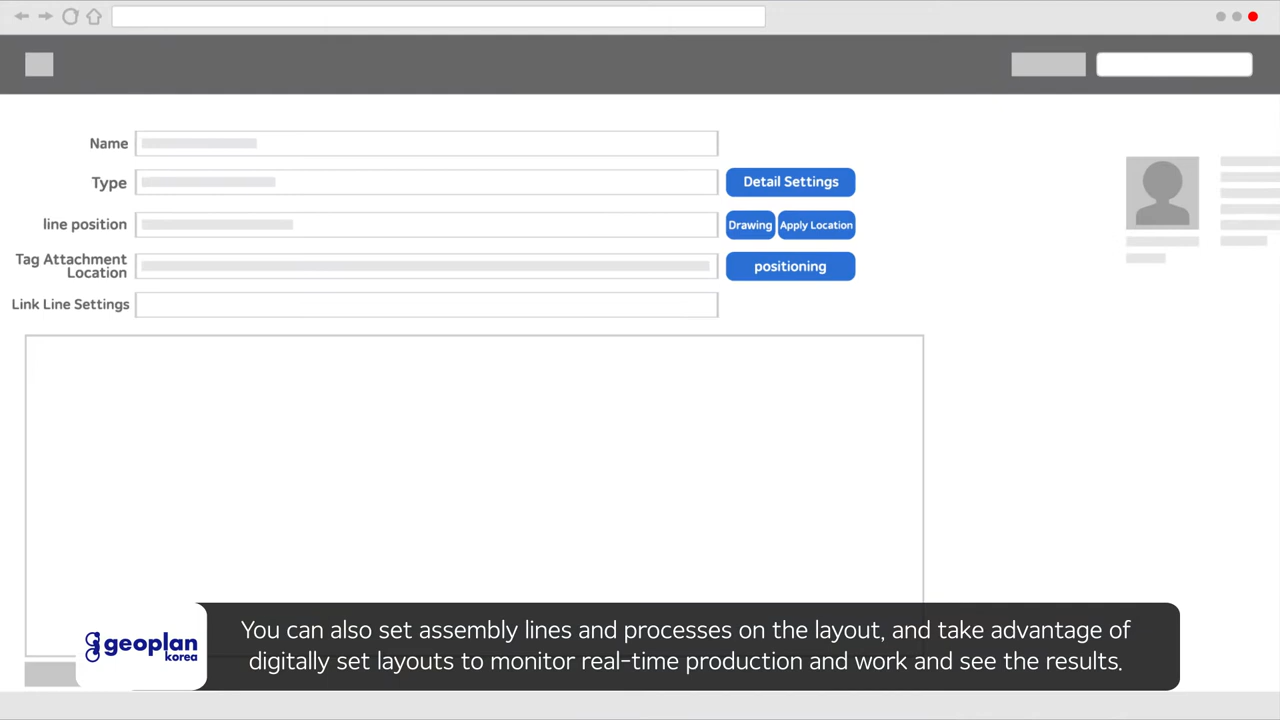 Name
Type
Detail Settings
line position
Drawing
Apply Location
Tag Attachment
Location
positioning
Link Line Settings
geoplan
korea
You can also set assembly lines and processes on the layout, and take advantage of
digitally set layouts to monitor real-time production and work and see the results.